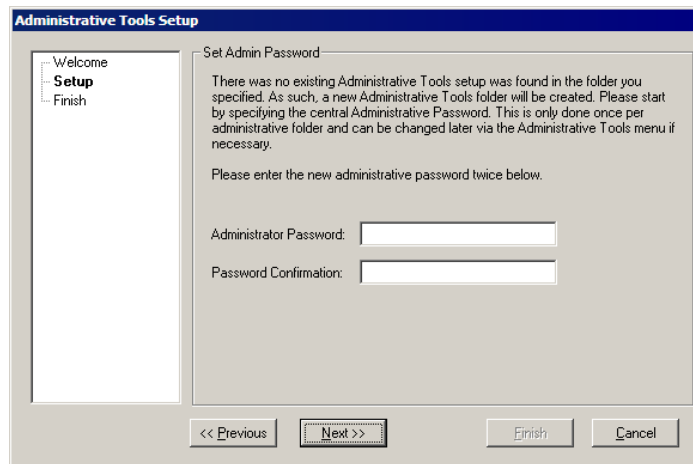 Administrative Tools Setup
Welcome
Setup
Finish
Set Admin Password
There was no existing Administrative Tools setup was found in the folder you
specified. As such, a new Administrative Tools folder will be created. Please start
by specifying the central Administrative Password. This is only done once per
administrative folder and can be changed later via the Administrative Tools menu if
necessary.
Please enter the new administrative password twice below.
Administrator Password:
Password Confirmation:
<< Previous
Next >>
Finish
Cancel